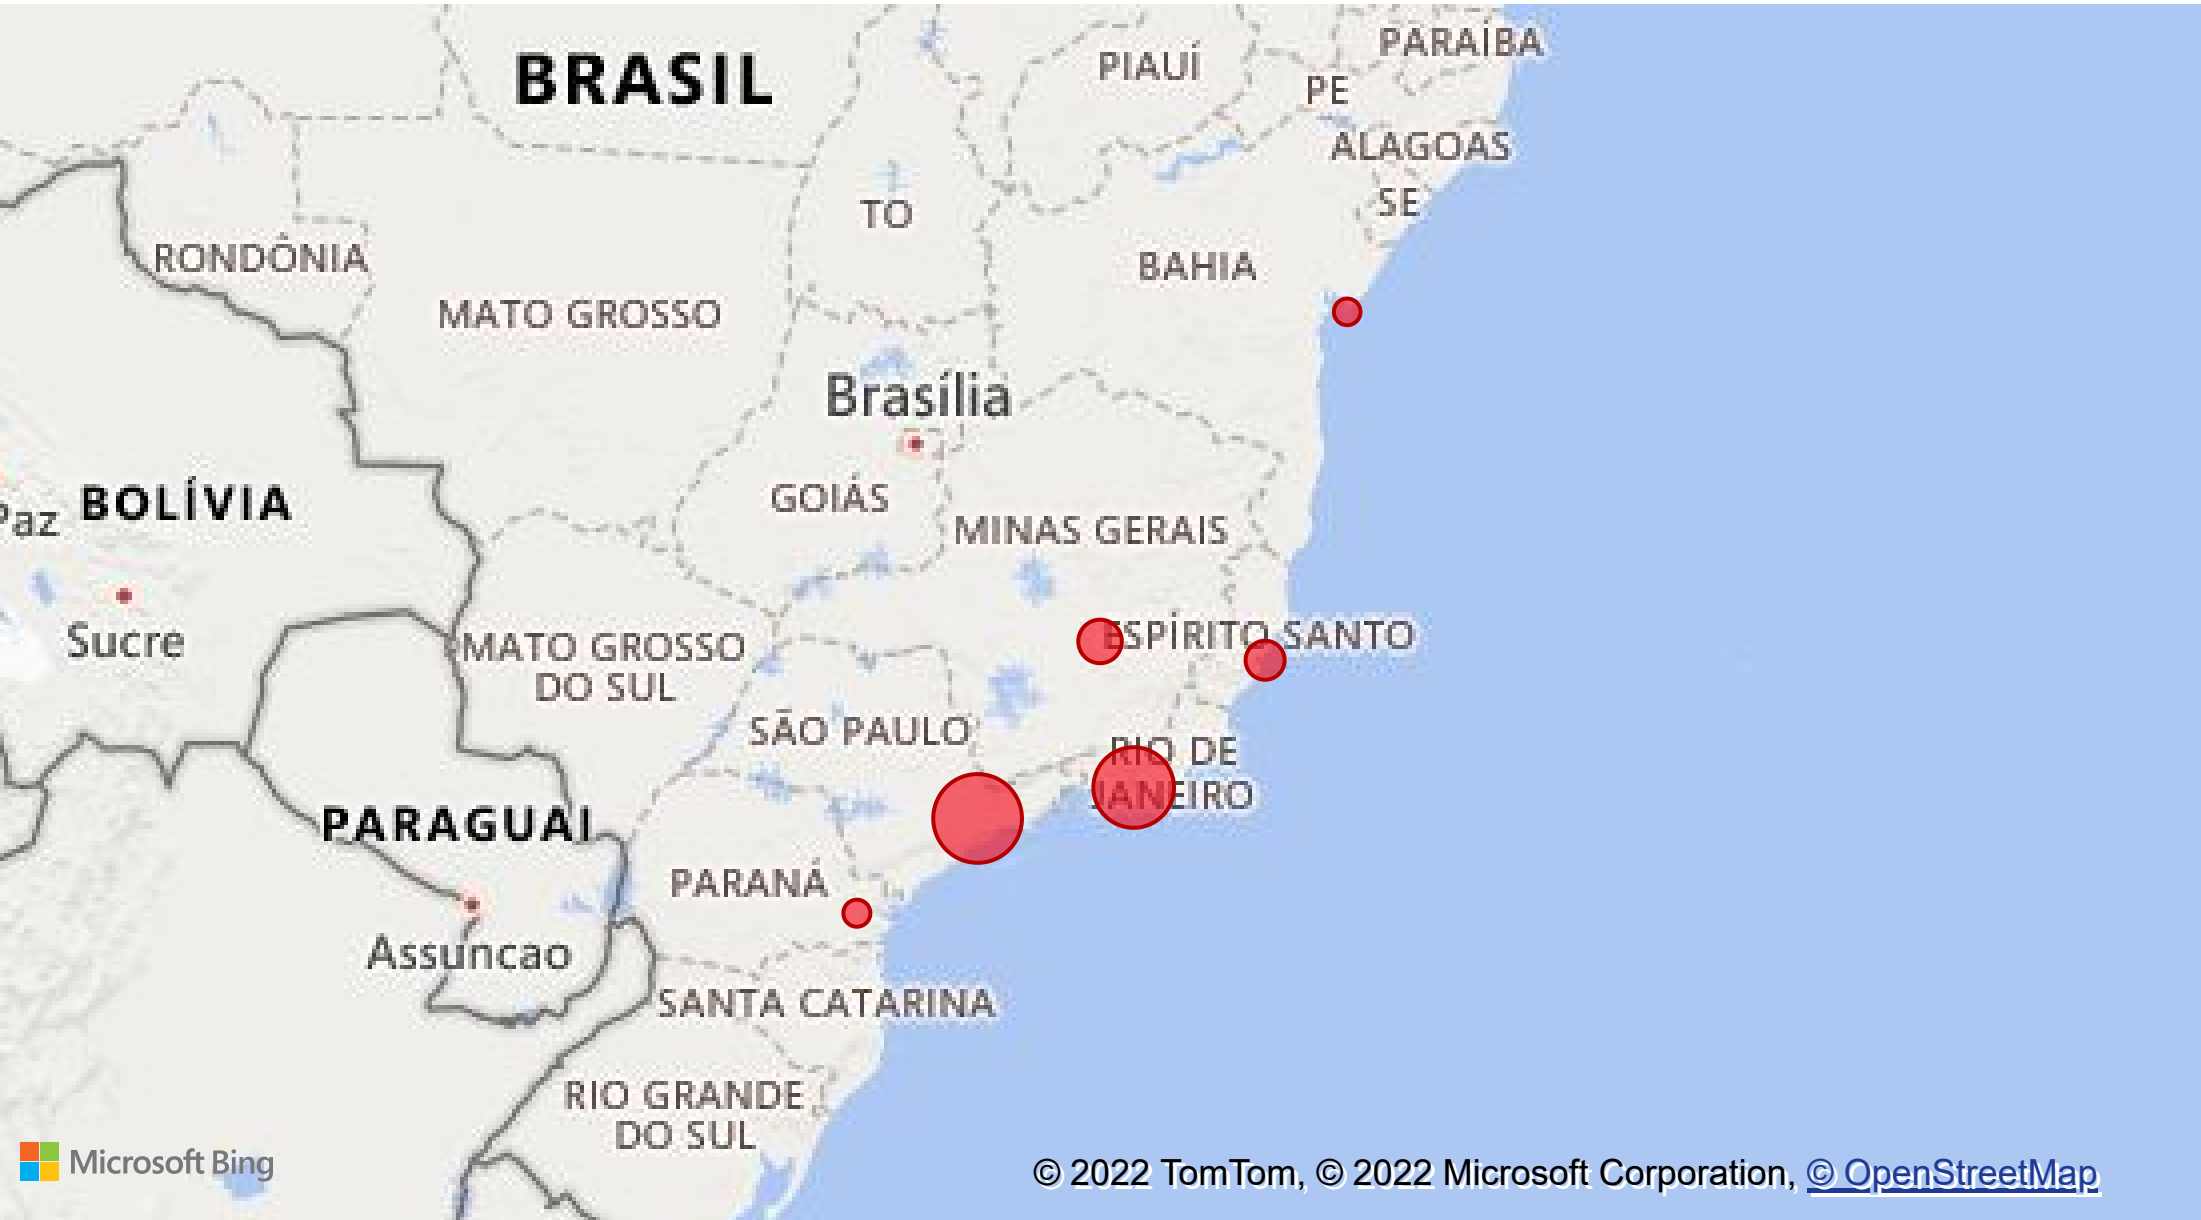 PARAÍBA
BRASIL
PIAUÍ
PE
ALAGOAS
SE
TO
RONDÔNIA
BAHIA
MATO GROSSO
Brasília
BOLÍVIA
GOIÁS
Paz
MINAS GERAIS
Sucre
ESPÍRITO SANTO
MATO GROSSO
DO SUL
SÃO PAULO
RIO DE
JANEIRO
PARAGUAI
PARANÁ
Assuncao
SANTA CATARINA
RIO GRANDE
DO SUL
Microsoft Bing
© 2022 TomTom, © 2022 Microsoft Corporation, © OpenStreetMap